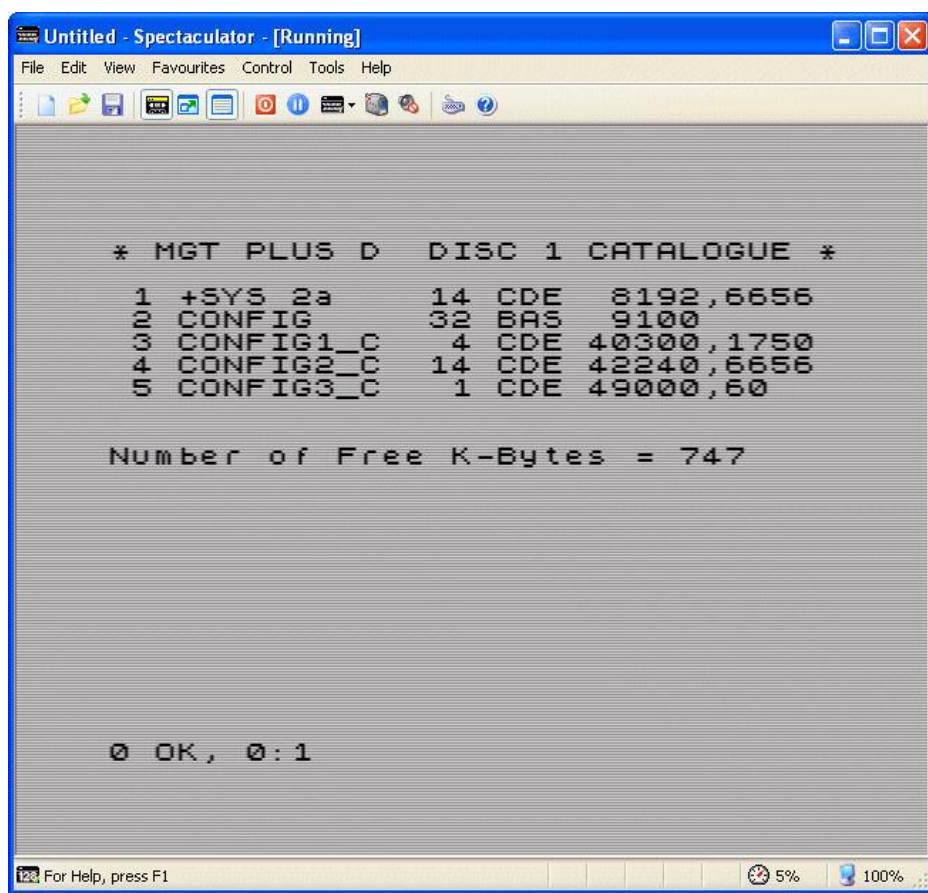 Untitled - Spectaculator - [Running]
File Edit View Favourites Control Tools Help
* MGT PLUS D DISC 1 CATALOGUE *
1 +SYS 2a 14 CDE 8192,6656
2 CONFIG 32 BAS 9100
3 CONFIG1_C 4 CDE 40300,1750
4 CONFIG2_C 14 CDE 42240,6656
5 CONFIG3_C 1 CDE 49000,60
Number of Free K-Bytes = 747
0 OK, 0:1
For Help, press F1 5% 100%